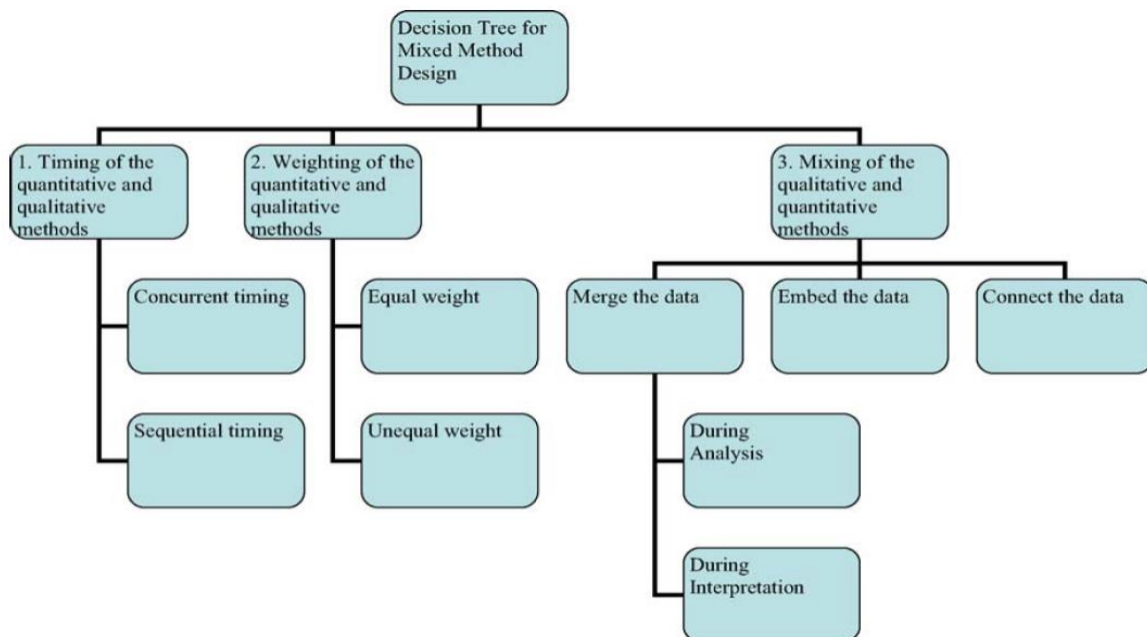 Decision Tree for
Mixed Method
Design
1. Timing of the
quantitative and
qualitative
methods
2. Weighting of the
quantitative and
qualitative
methods
3. Mixing of the
qualitative and
quantitative
methods
Concurrent timing
Equal weight
Merge the data
Embed the data
Connect the data
Sequential timing
Unequal weight
During
Analysis
During
Interpretation